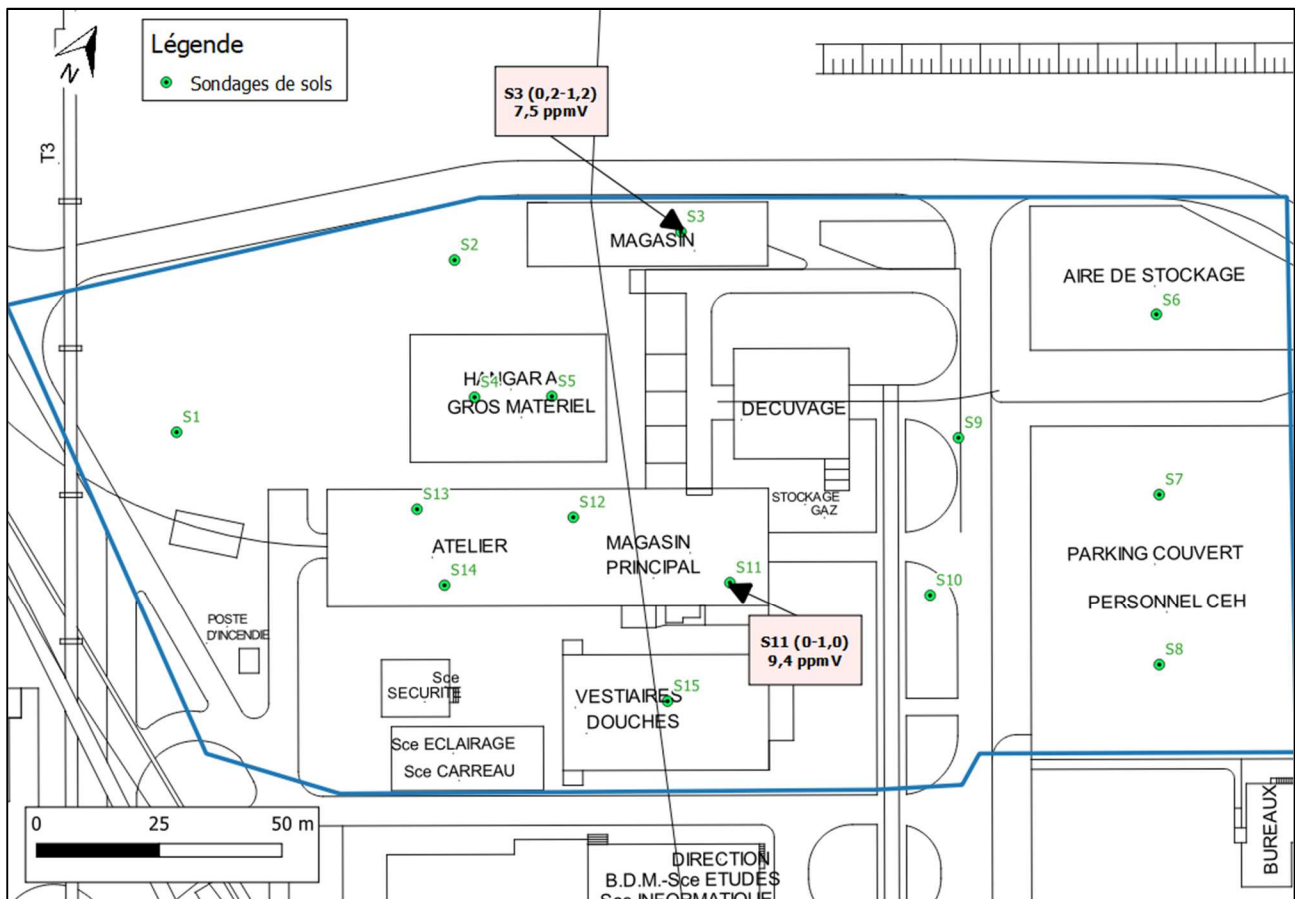 Légende
Sondages de sols
N
T3
S3 (0,2-1,2)
7,5 ppmV
S3
MAGASIN
S2
AIRE DE STOCKAGE
S6
HANGAR A
S4
S5
GROS MATERIEL
DECUVAGE
S1
S9
S13
S12
STOCKAGE
GAZ
S7
ATELIER
MAGASIN
PRINCIPAL
PARKING COUVERT
S14
S11
S10
PERSONNEL CEH
POSTE
D'INCENDIE
S11 (0-1,0)
9,4 ppmV
S8
Sce
SECURITE
S15
VESTIAIRES
DOUCHES
Sce ECLAIRAGE
Sce CARREAU
0 25 50 m
BUREAUX
DIRECTION
B.D.M.-Sce ETUDES
Sce INFORMATIQUE